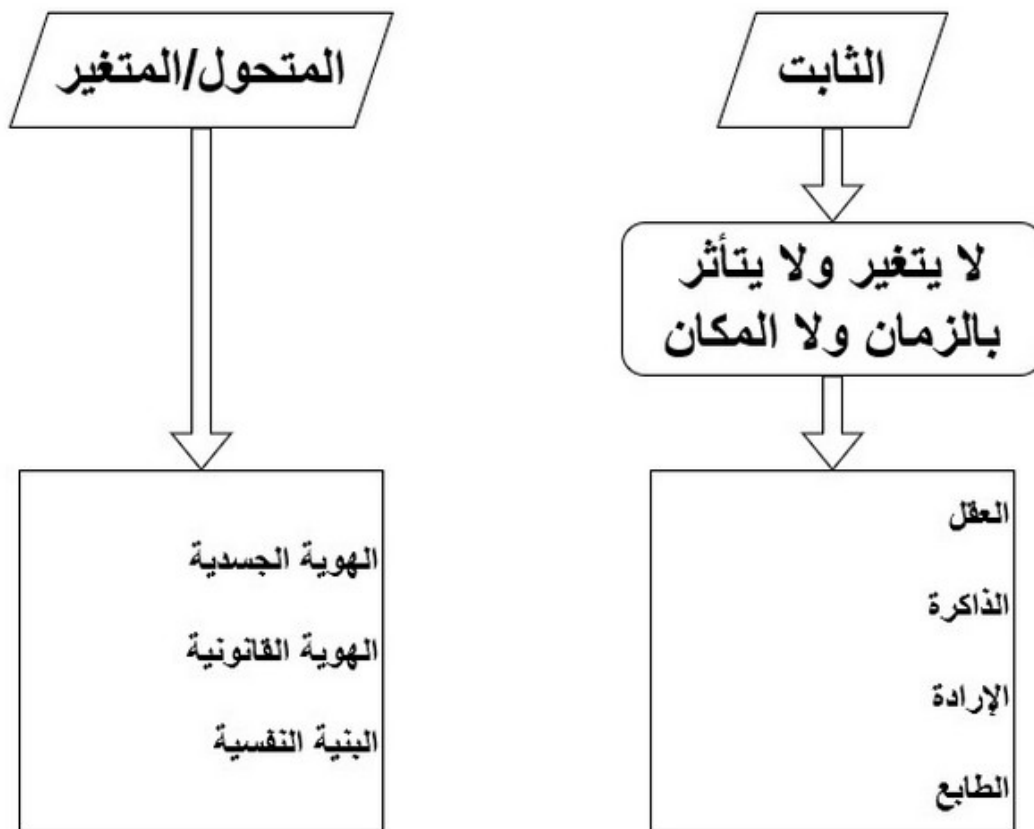 الثابت
لا يتغير ولا يتأثر
بالزمان ولا المكان
العقل
الذاكرة
الإرادة
الطابع
المتحول/المتغير
الهوية الجسدية
الهوية القانونية
البنية النفسية